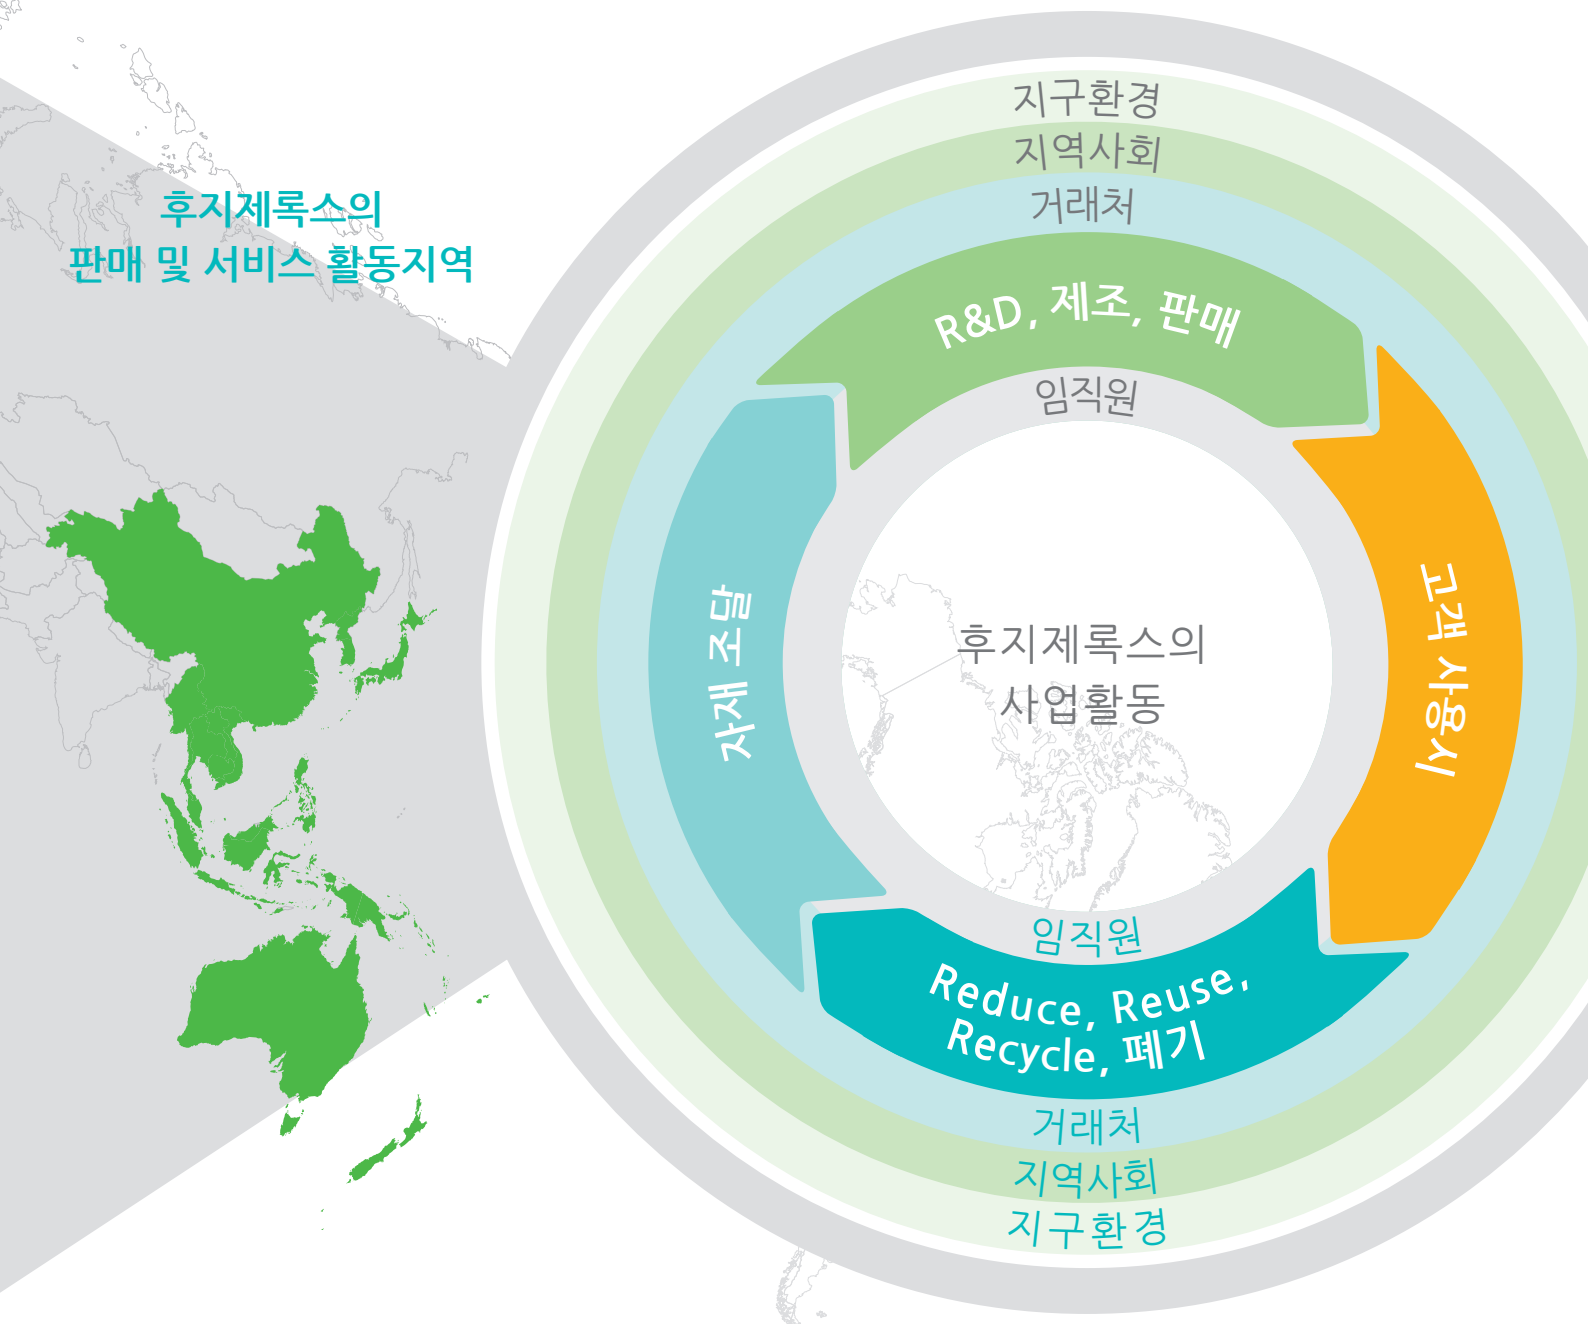 후지제록스의
판매 및 서비스 활동지역
지구환경
지역사회
거래처
R&D, 제조, 판매
임직원
자재 조달
후지제록스의
사업활동
고객 사용시
임직원
Reduce, Reuse,
Recycle, 폐기
거래처
지역사회
지구환경